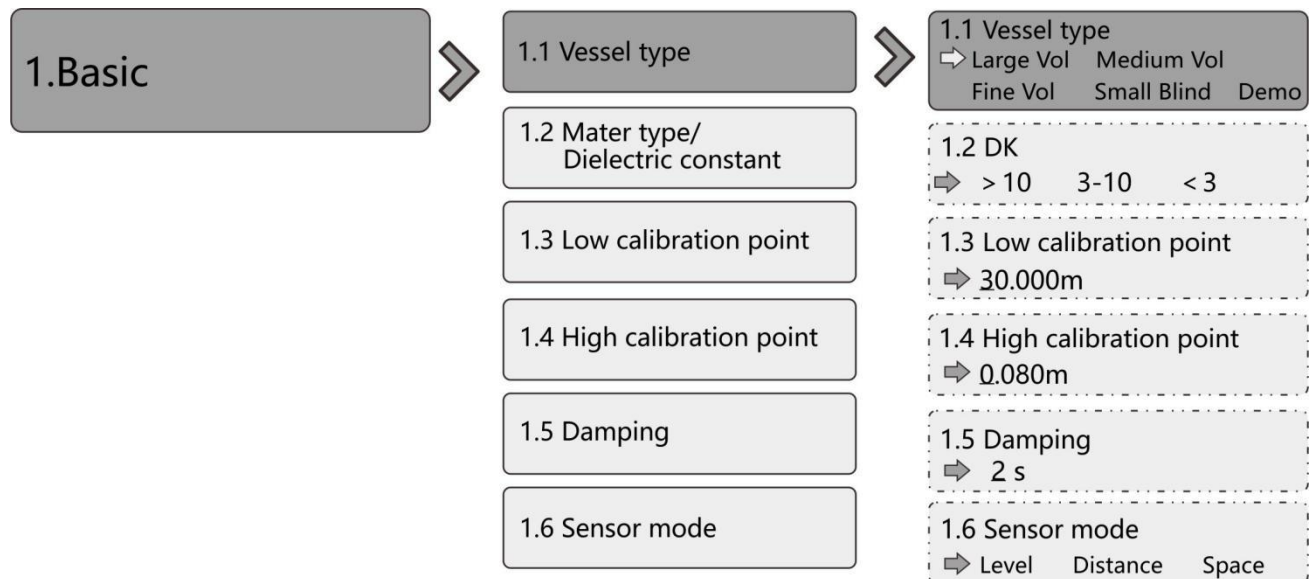 1.Basic
1.1 Vessel type
1.2 Mater type/
Dielectric constant
1.3 Low calibration point
1.4 High calibration point
1.5 Damping
1.6 Sensor mode
1.1 Vessel type
Large Vol Medium Vol
Fine Vol Small Blind Demo
1.2 DK
> 10 3-10 < 3
1.3 Low calibration point
30.000m
1.4 High calibration point
0.080m
1.5 Damping
2 s
1.6 Sensor mode
Level Distance Space